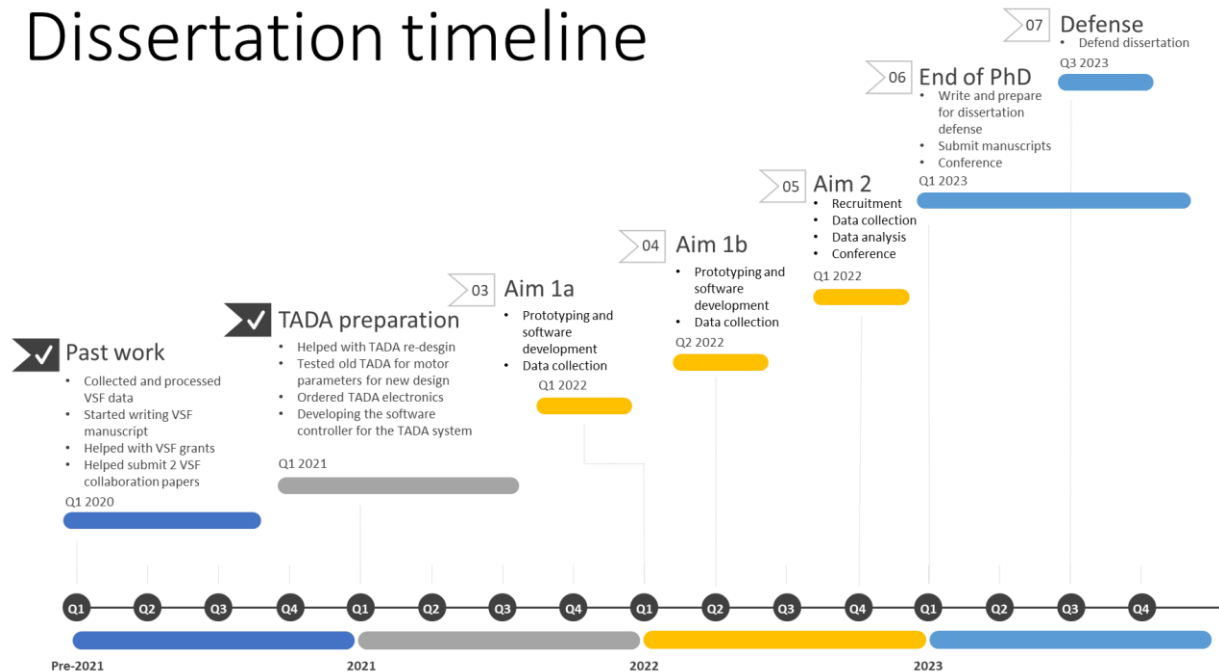 Dissertation timeline
Past work
• Collected and processed
VSF data
• Started writing VSF
manuscript
• Helped with VSF grants
• Helped submit 2 VSF
collaboration papers
Q1 2020
TADA preparation
• Helped with TADA re-desgin
• Tested old TADA for motor
parameters for new design
• Ordered TADA electronics
• Developing the software
controller for the TADA system
Q1 2021
03
Aim 1a
• Prototyping and
software
development
• Data collection
Q1 2022
04
Aim 1b
• Prototyping and
software
development
• Data collection
Q2 2022
05
Aim 2
• Recruitment
• Data collection
• Data analysis
• Conference
Q1 2022
06
End of PhD
• Write and prepare
for dissertation
defense
• Submit manuscripts
• Conference
Q1 2023
07
Defense
• Defend dissertation
Q3 2023
Q1 Q2 Q3 Q4 Q1 Q2 Q3 Q4 Q1 Q2 Q3 Q4 Q1 Q2 Q3 Q4
Pre-2021 2021 2022 2023